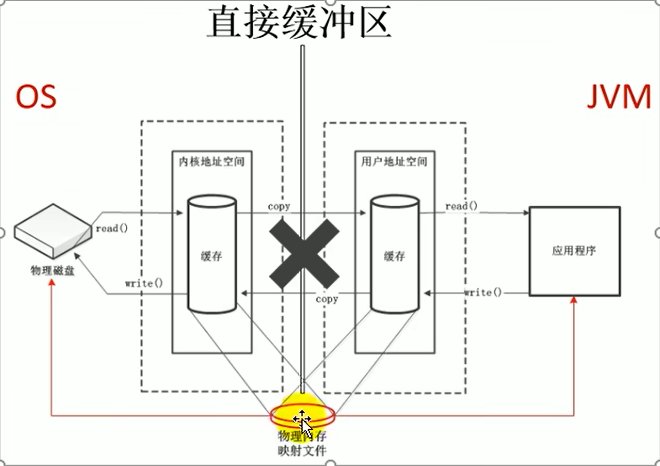 直接缓冲区
OS
JVM
内核地址空间
用户地址空间
copy
read()
read()
缓存
缓存
应用程序
物理磁盘
write()
copy
write()
物理内存
映射文件